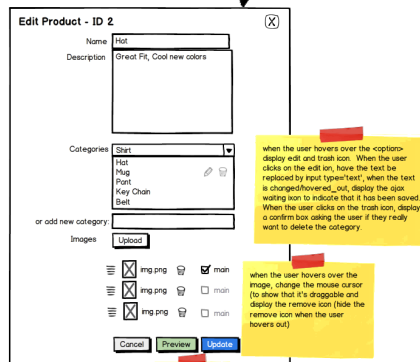 Edit Product - ID 2
X
Name Hat
Description Great Fit, Cool new colors
Categories Shirt
Hat
Mug
Pant
Key Chain
Belt
or add new category:
Images Upload
img.png main
img.png main
img.png main
Cancel Preview Update
when the user hovers over the <option>
display edit and trash icon. When the user
clicks on the edit icn, have the text be
replaced by input type='text', when the text
is changed/hovered_out, display the ajax
waiting ixon to indicate that it has been saved.
When the user clicks on the trash icon, display
a confirm box asking the user if they really
want to delete the category.
when the user hovers over the
image, change the mouse cursor
(to show that it's droggable and
display the remove icon (hide the
remove icon when the user
hovers out)